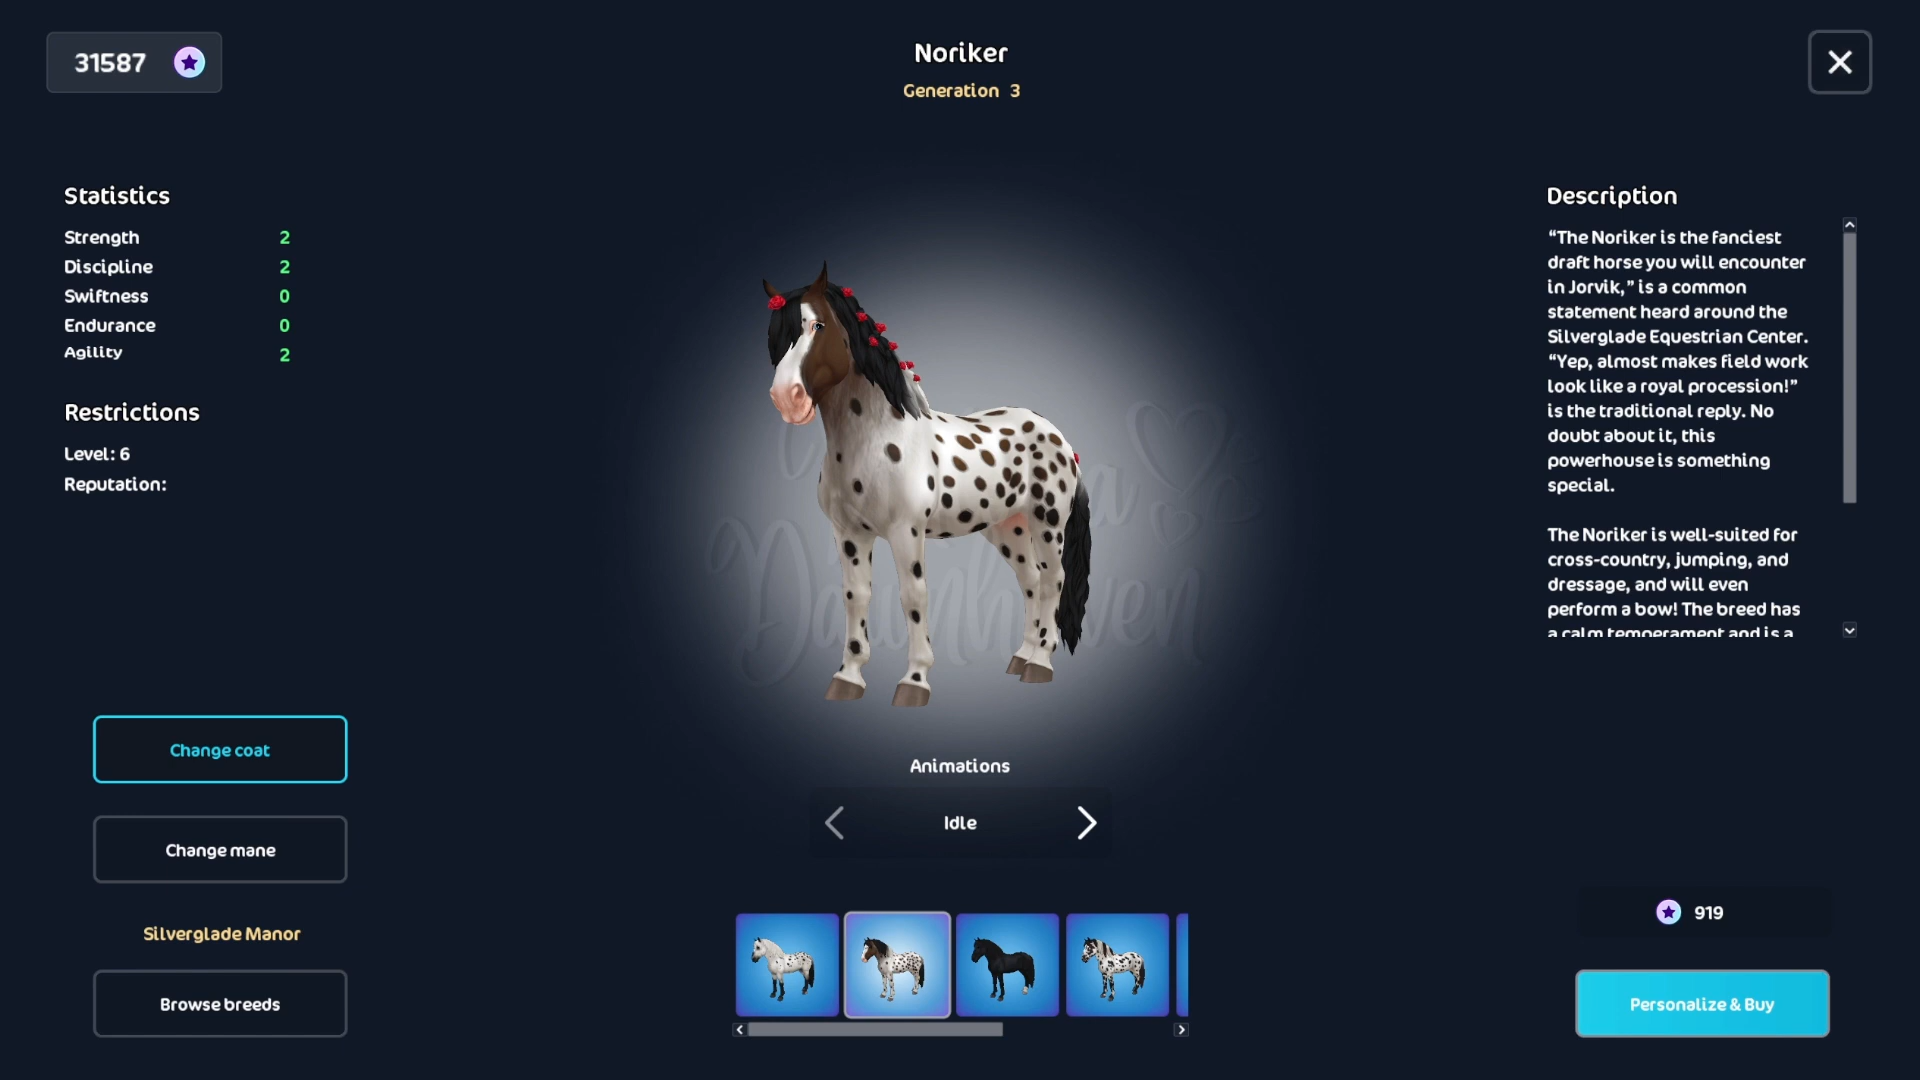 31587
Noriker
Generation 3
Statistics
Strength 2
Discipline 2
Swiftness 0
Endurance 0
Agility 2
Restrictions
Level: 6
Reputation:
Change coat
Change mane
Silverglade Manor
Browse breeds
Dawnhaven
Animations
Idle
Description
“The Noriker is the fanciest
draft horse you will encounter
in Jorvik,” is a common
statement heard around the
Silverglade Equestrian Center.
“Yep, almost makes field work
look like a royal procession!”
is the traditional reply. No
doubt about it, this
powerhouse is something
special.
The Noriker is well-suited for
cross-country, jumping, and
dressage, and will even
perform a bow! The breed has
a calm temperament and is a
919
Personalize & Buy